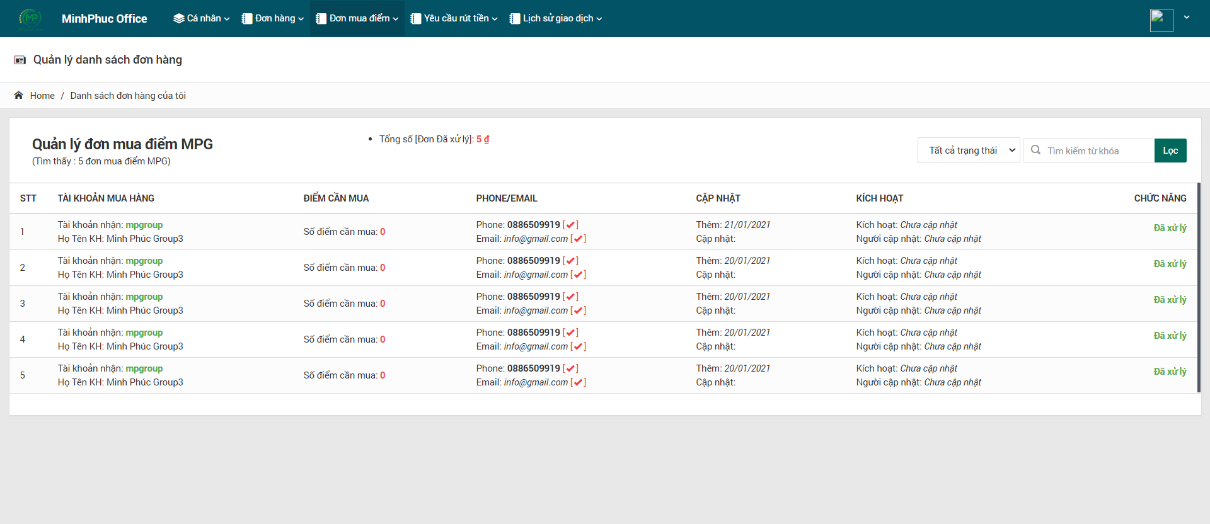 MP
MinhPhuc Office
Cá nhân
Đơn hàng
Đơn mua điểm
Yêu cầu rút tiền
Lịch sử giao dịch
Quản lý danh sách đơn hàng
Home / Danh sách đơn hàng của tôi
Quản lý đơn mua điểm MPG
(Tìm thấy : 5 đơn mua điểm MPG)
Tổng số [Đơn Đã xử lý]: 5 đ
Tất cả trạng thái
Tìm kiếm từ khóa
Lọc
STT TÀI KHOẢN MUA HÀNG ĐIỂM CẦN MUA PHONE/EMAIL CẬP NHẬT KÍCH HOẠT CHỨC NĂNG
1
Tài khoản nhận: mpgroup
Họ Tên KH: Minh Phúc Group3
Số điểm cần mua: 0
Phone: 0886509919 [✔]
Email: info@gmail.com [✔]
Thêm: 21/01/2021
Cập nhật:
Kích hoạt: Chưa cập nhật
Người cập nhật: Chưa cập nhật
Đã xử lý
2
Tài khoản nhận: mpgroup
Họ Tên KH: Minh Phúc Group3
Số điểm cần mua: 0
Phone: 0886509919 [✔]
Email: info@gmail.com [✔]
Thêm: 20/01/2021
Cập nhật:
Kích hoạt: Chưa cập nhật
Người cập nhật: Chưa cập nhật
Đã xử lý
3
Tài khoản nhận: mpgroup
Họ Tên KH: Minh Phúc Group3
Số điểm cần mua: 0
Phone: 0886509919 [✔]
Email: info@gmail.com [✔]
Thêm: 20/01/2021
Cập nhật:
Kích hoạt: Chưa cập nhật
Người cập nhật: Chưa cập nhật
Đã xử lý
4
Tài khoản nhận: mpgroup
Họ Tên KH: Minh Phúc Group3
Số điểm cần mua: 0
Phone: 0886509919 [✔]
Email: info@gmail.com [✔]
Thêm: 20/01/2021
Cập nhật:
Kích hoạt: Chưa cập nhật
Người cập nhật: Chưa cập nhật
Đã xử lý
5
Tài khoản nhận: mpgroup
Họ Tên KH: Minh Phúc Group3
Số điểm cần mua: 0
Phone: 0886509919 [✔]
Email: info@gmail.com [✔]
Thêm: 20/01/2021
Cập nhật:
Kích hoạt: Chưa cập nhật
Người cập nhật: Chưa cập nhật
Đã xử lý